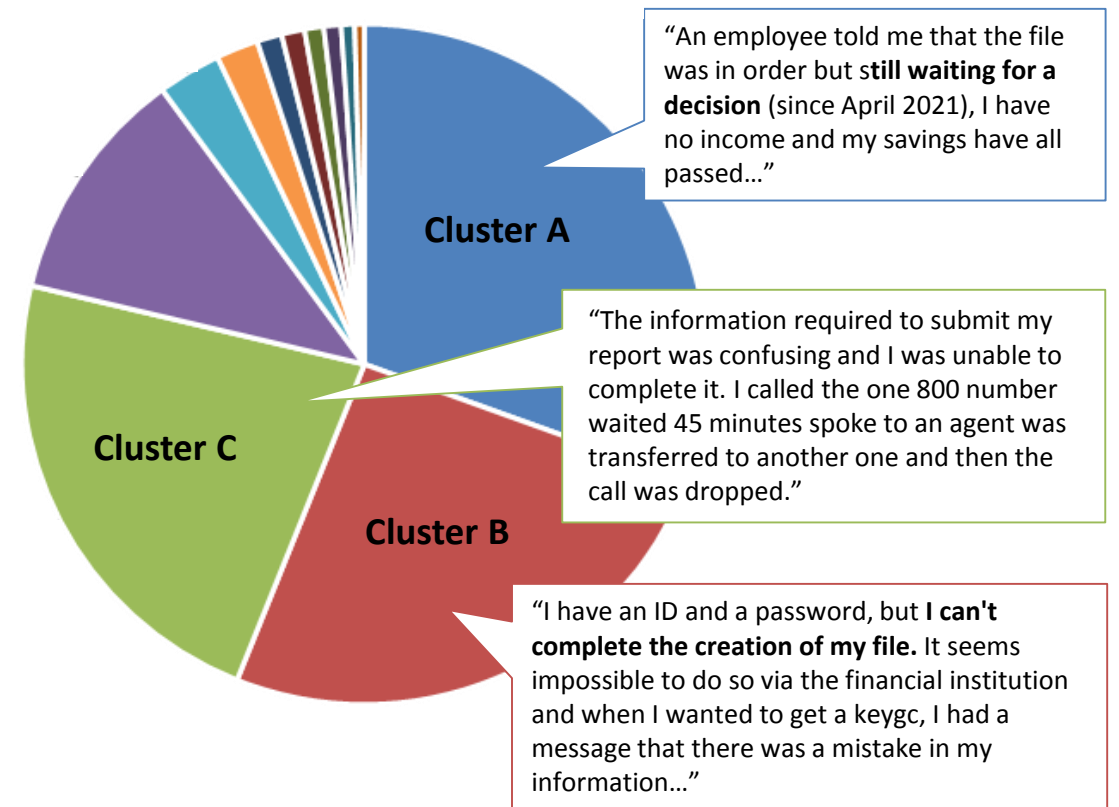 “An employee told me that the file
was in order but still waiting for a
decision (since April 2021), I have
no income and my savings have all
passed…”
Cluster A
“The information required to submit my
report was confusing and I was unable to
complete it. I called the one 800 number
waited 45 minutes spoke to an agent was
transferred to another one and then the
call was dropped.”
Cluster C
Cluster B
“I have an ID and a password, but I can't
complete the creation of my file. It seems
impossible to do so via the financial institution
and when I wanted to get a keygc, I had a
message that there was a mistake in my
information…”